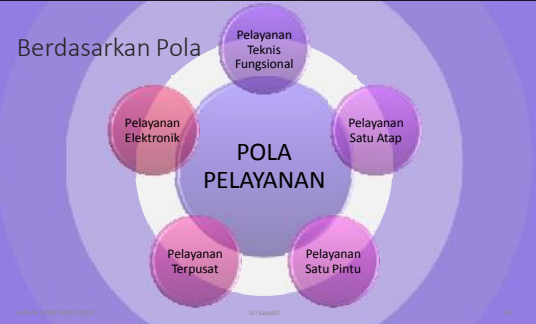 Berdasarkan Pola
Pelayanan
Teknis
Fungsional
Pelayanan
Satu Atap
Pelayanan
Satu Pintu
Pelayanan
Terpusat
Pelayanan
Elektronik
POLA
PELAYANAN